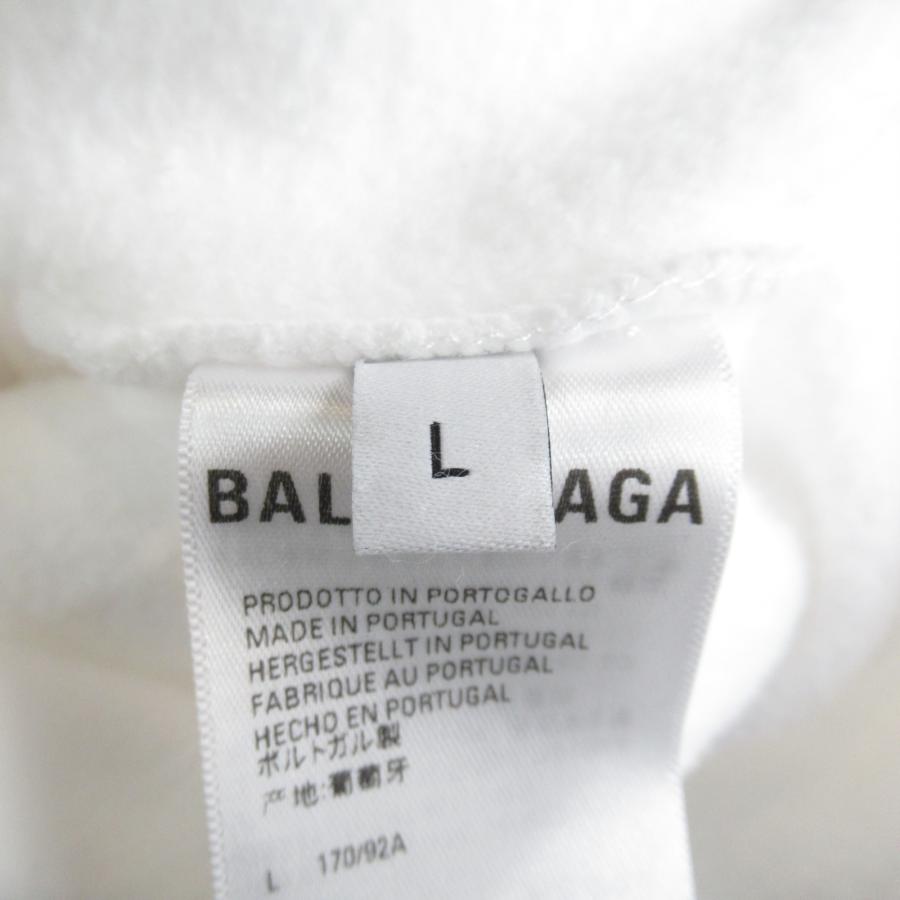 L
BAL AGA
PRODOTTO IN PORTOGALLO
MADE IN PORTUGAL
HERGESTELLT IN PORTUGAL
FABRIQUE AU PORTUGAL
HECHO EN PORTUGAL
ポルトガル製
产地:葡萄牙
L 170/92A